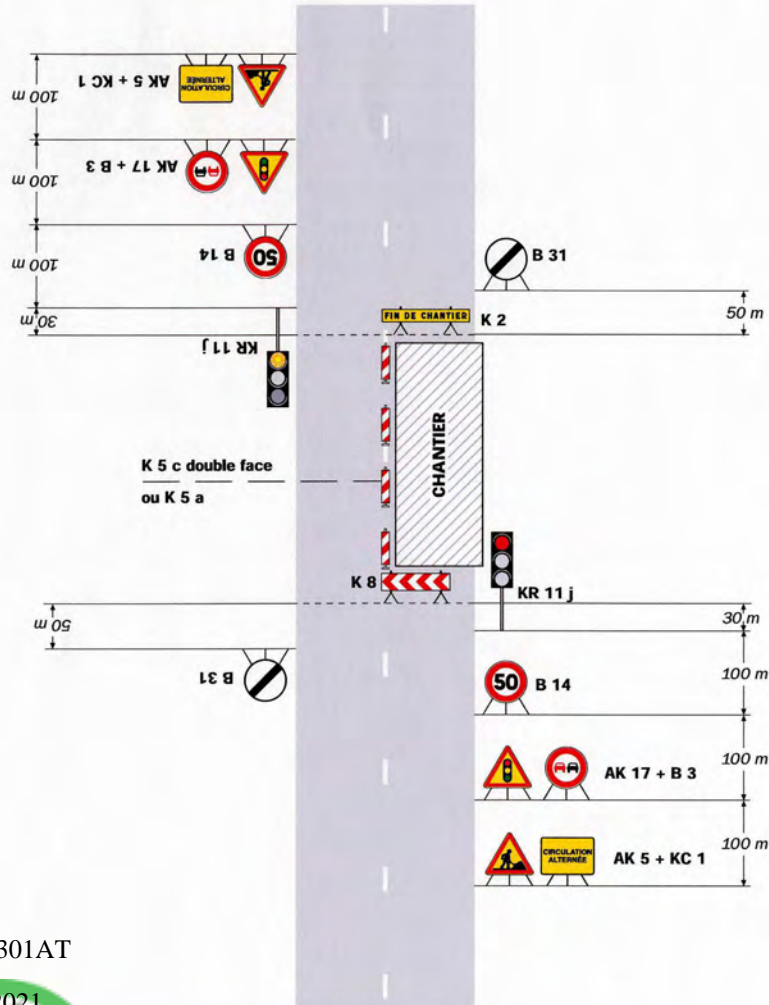 AK 5 + KC 1
CIRCULATION
ALTERNÉE
100 m
AK 17 + B 3
100 m
B 14
50
100 m
30 m
KR 11 j
B 31
50 m
FIN DE CHANTIER
K 2
CHANTIER
K 5 c double face
ou K 5 a
K 8
KR 11 j
50 m
30 m
B 31
50
B 14
100 m
AK 17 + B 3
100 m
CIRCULATION
ALTERNÉE
AK 5 + KC 1
100 m
301AT